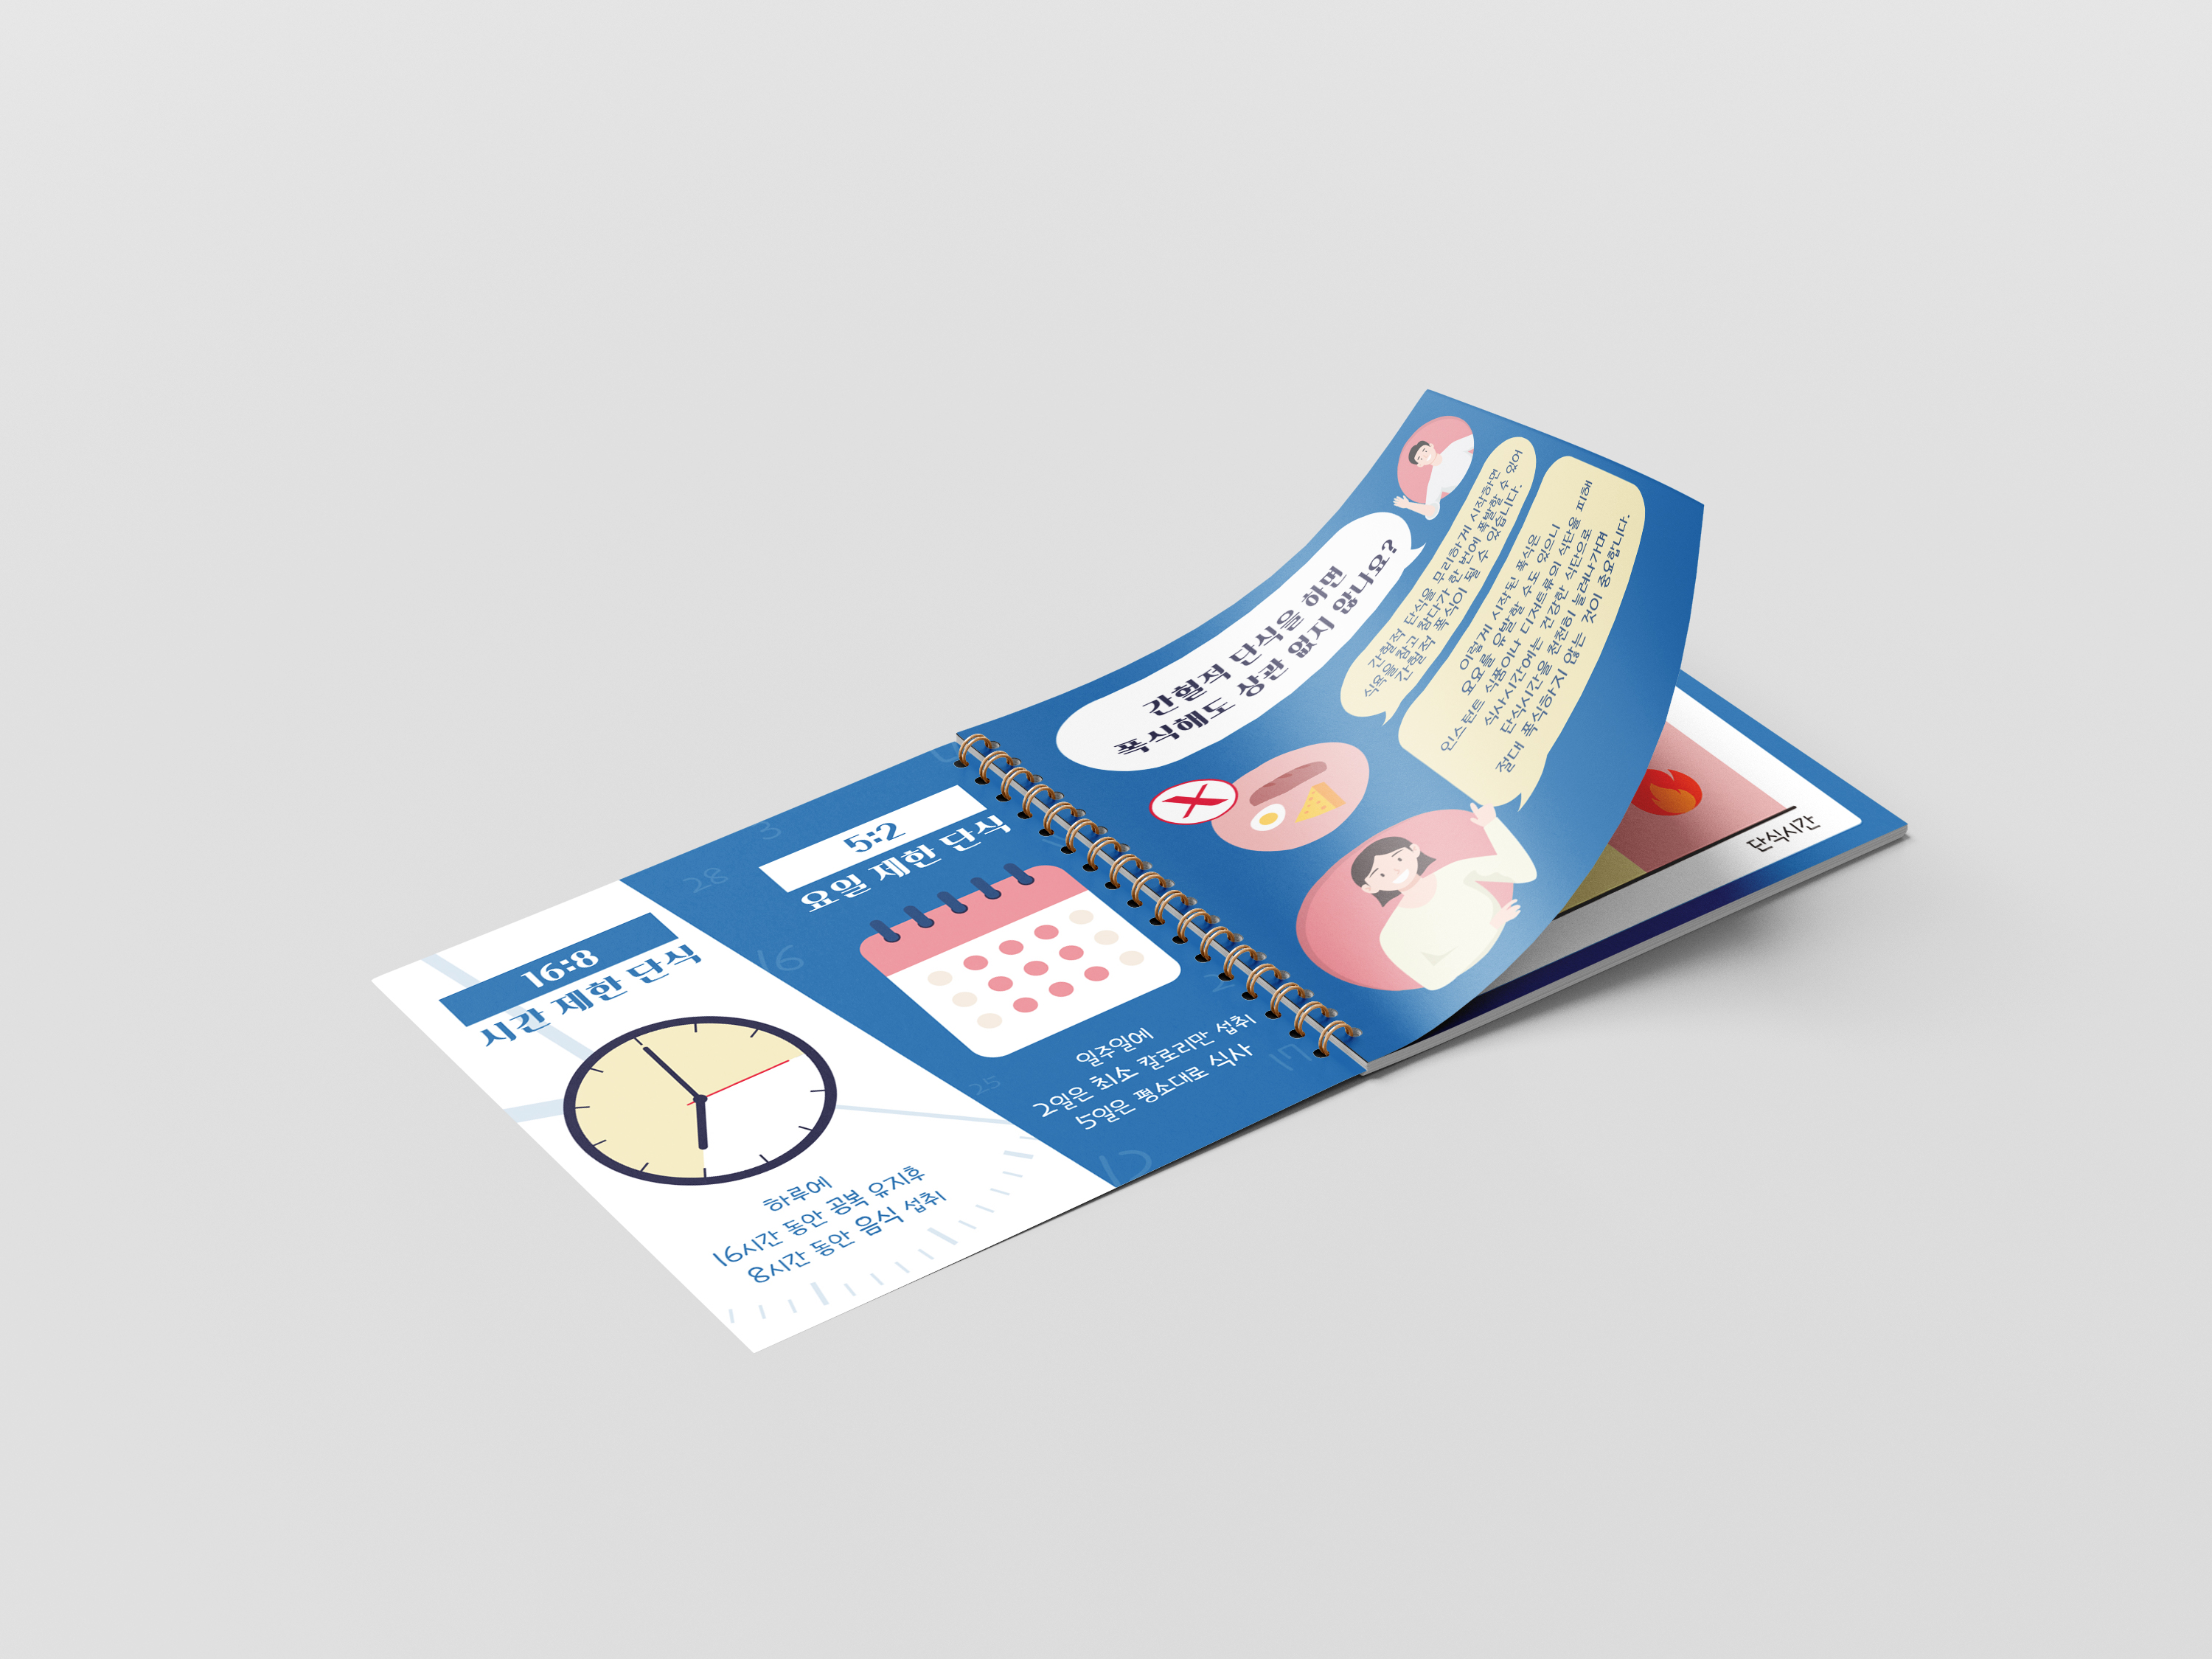 16:8
시간 제한 단식
하루에
16시간 동안 공복 유지후
8시간 동안 음식 섭취
5:2
요일 제한 단식
일주일에
2일은 최소 칼로리만 섭취
5일은 평소대로 식사
3
28
16
25
12
2
17
간헐적 단식을 하면
폭식해도 상관 없지 않나요?
간헐적 단식을 무리하게 시작하면
식욕을 참고 참다가 한 번에 폭발할 수 있어
간헐적 폭식이 될 수 있습니다.
이렇게 시작된 폭식은
요요를 유발할 수도 있으니
인스턴트 식품이나 디저트류의 식단을 피해
식사시간에는 건강한 식단으로
단식시간을 천천히 늘려나가며
절대 폭식하지 않는 것이 중요합니다.
단식시간